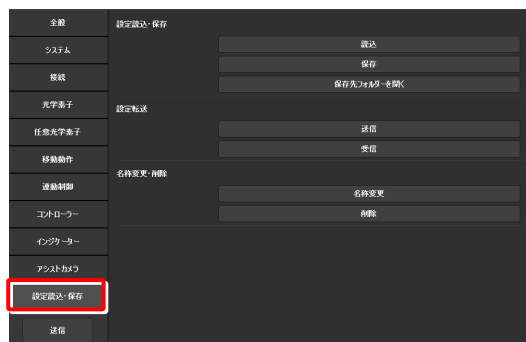 全般
システム
接続
光学素子
任意光学素子
移動動作
連動制御
コントローラー
インジケーター
アシストカメラ
設定読込・保存
送信
設定読込・保存
読込
保存
保存先フォルダーを開く
設定転送
送信
受信
名称変更・削除
名称変更
削除